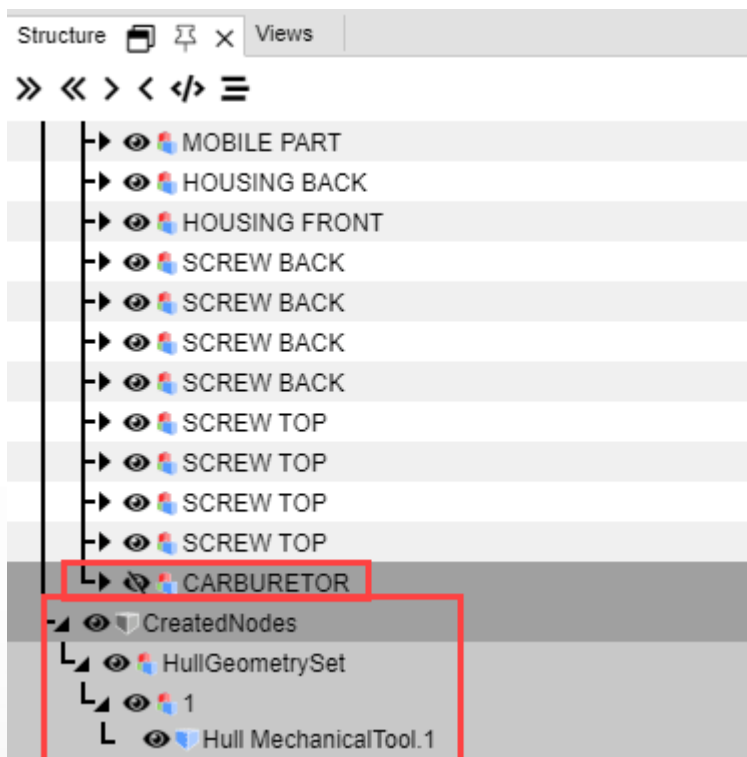 Structure Views
MOBILE PART
HOUSING BACK
HOUSING FRONT
SCREW BACK
SCREW BACK
SCREW BACK
SCREW BACK
SCREW TOP
SCREW TOP
SCREW TOP
SCREW TOP
CARBURETOR
CreatedNodes
HullGeometrySet
1
Hull MechanicalTool.1